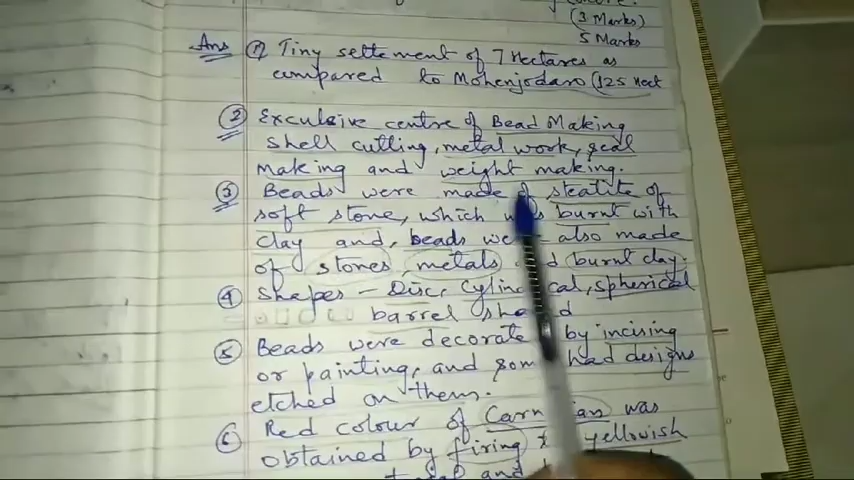 (3 Marks)
5 Marks
Ans ① Tiny settement of 7 Hectares as
compared to Mohenjodaro (125 Hect
② Exculsive centre of Bead Making
shell cutting, metal work, seal
making and weight making.
③ Beads were made of steatite of
soft stone, which was burnt with
clay and, beads were also made
of stones, metals and burnt clay.
④ Shapes - Disc, Cylindrical, spherical
barrel shaped
⑤ Beads were decorate by incising
or painting, and some had designs
etched on them.
⑥ Red colour of Carnelian was
obtained by firing yellowish
and